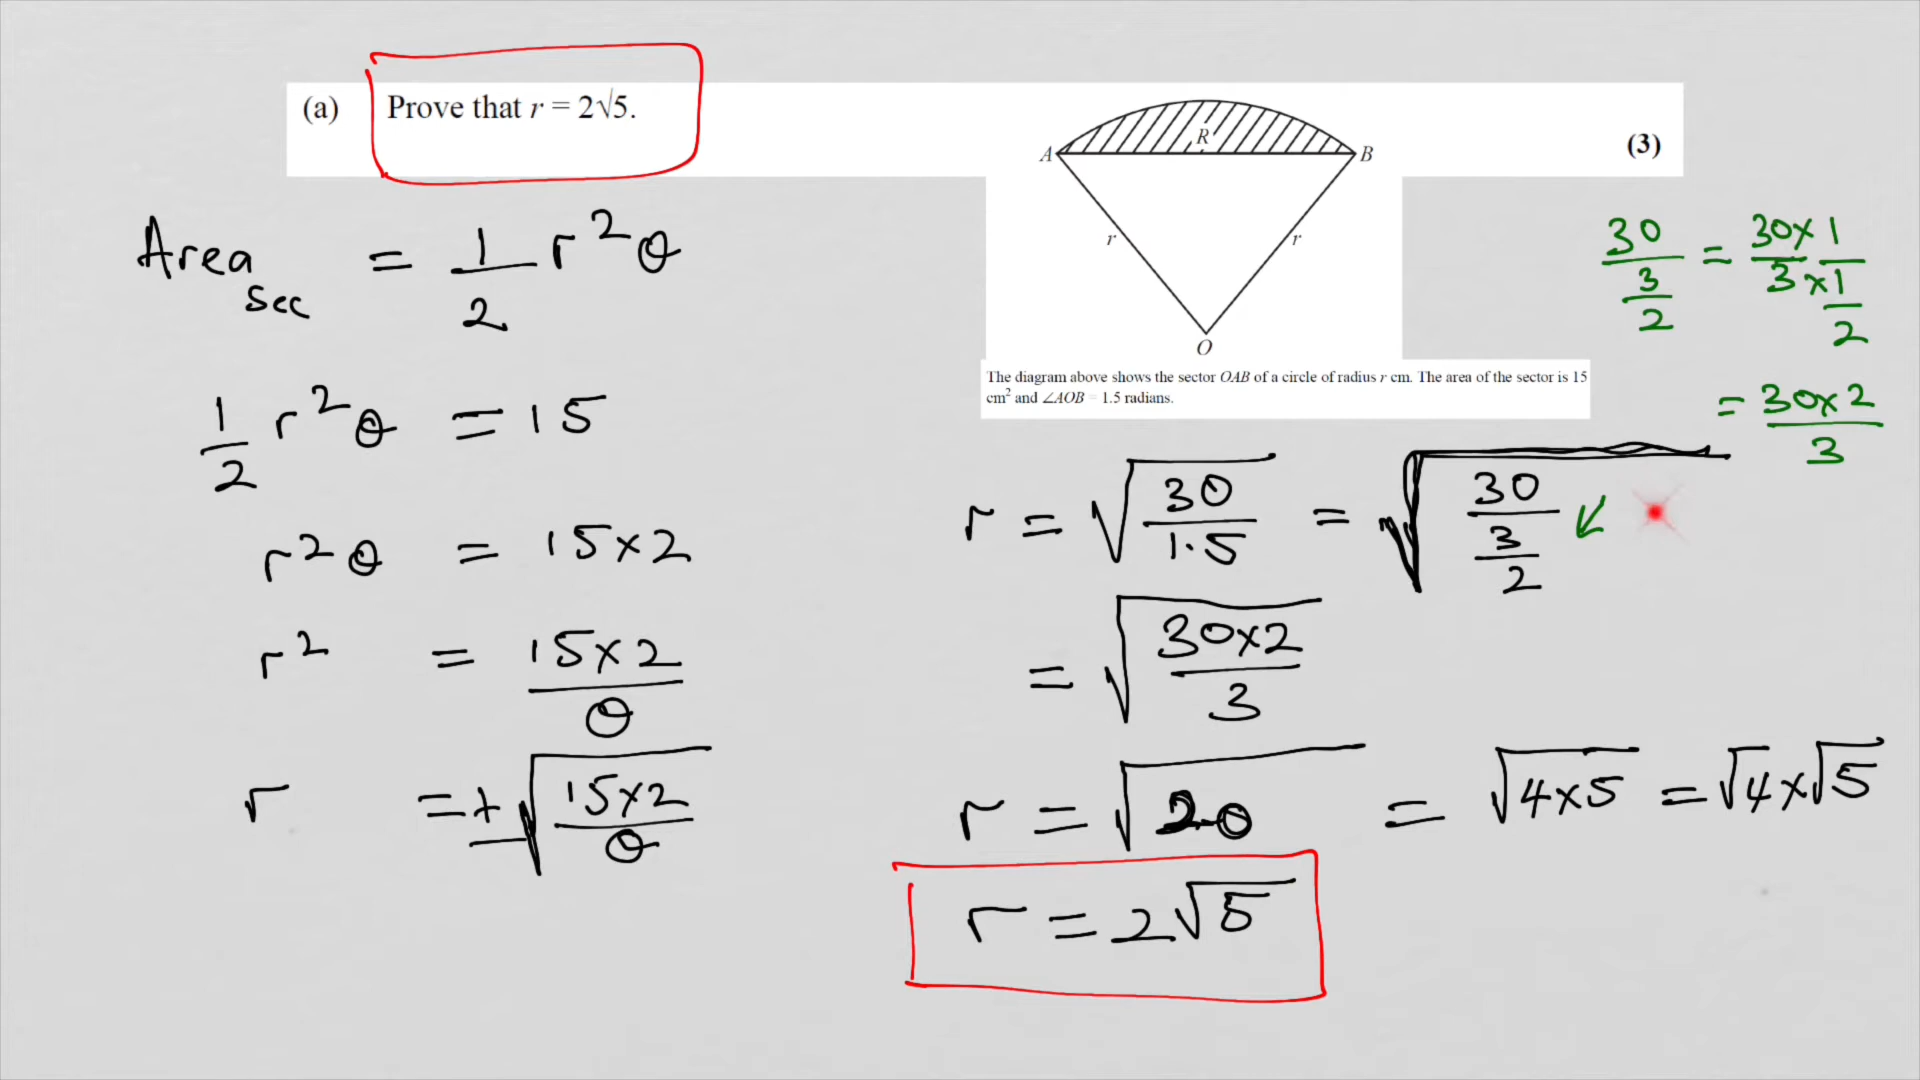 (a) Prove that r = 2√5.
(3)
A R B
r r
O
The diagram above shows the sector OAB of a circle of radius r cm. The area of the sector is 15
cm² and ∠AOB = 1.5 radians.
Area sec = 1/2 r²θ
1/2 r²θ = 15
r²θ = 15×2
r² = 15×2/θ
r = ±√(15×2/θ)
r = √(30/1.5) = √(30/(3/2))
= √(30×2/3)
r = √20 = √4×5 = √4×√5
r = 2√5
30/(3/2) = 30×1/3×1/2
= 30×2/3